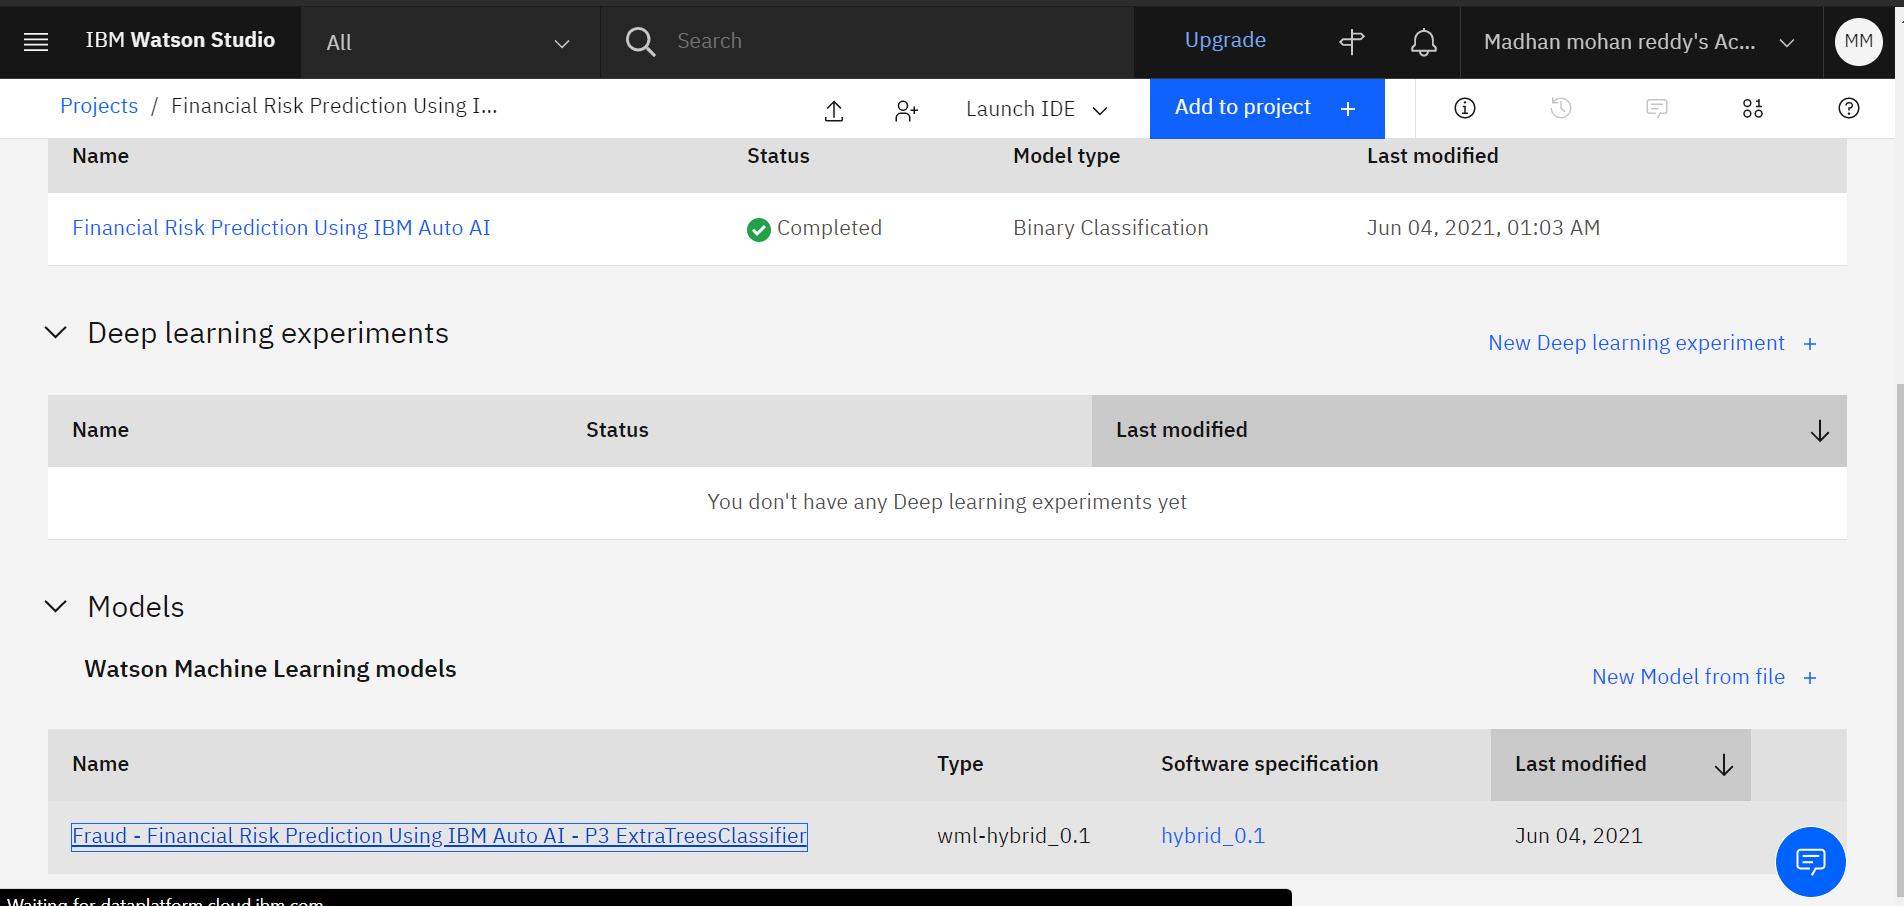 IBM Watson Studio
All
Search
Upgrade
Madhan mohan reddy's Ac...
MM
Projects / Financial Risk Prediction Using I...
Launch IDE
Add to project +
Name Status Model type Last modified
Financial Risk Prediction Using IBM Auto AI Completed Binary Classification Jun 04, 2021, 01:03 AM
Deep learning experiments
New Deep learning experiment +
Name Status Last modified
You don't have any Deep learning experiments yet
Models
Watson Machine Learning models
New Model from file +
Name Type Software specification Last modified
Fraud - Financial Risk Prediction Using IBM Auto AI - P3 ExtraTreesClassifier wml-hybrid_0.1 hybrid_0.1 Jun 04, 2021
Waiting for dataplatform.cloud.ibm.com